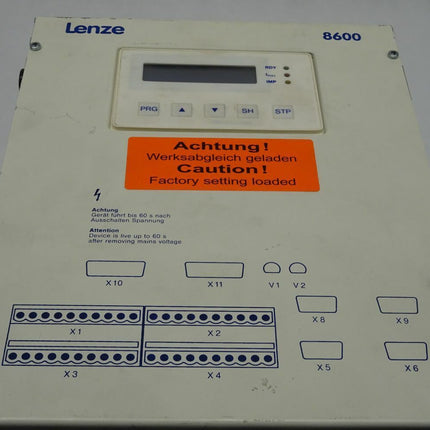 Lenze
8600
RDY
IMP
PRG
SH
STP
Achtung!
Werksabgleich geladen
Caution!
Factory setting loaded
Achtung
Gerät führt bis 60 s nach
Ausschalten Spannung
Attention
Device is live up to 60 s
after removing mains voltage
X10
X11
V1
V2
X8
X9
X1
X2
X3
X4
X5
X6